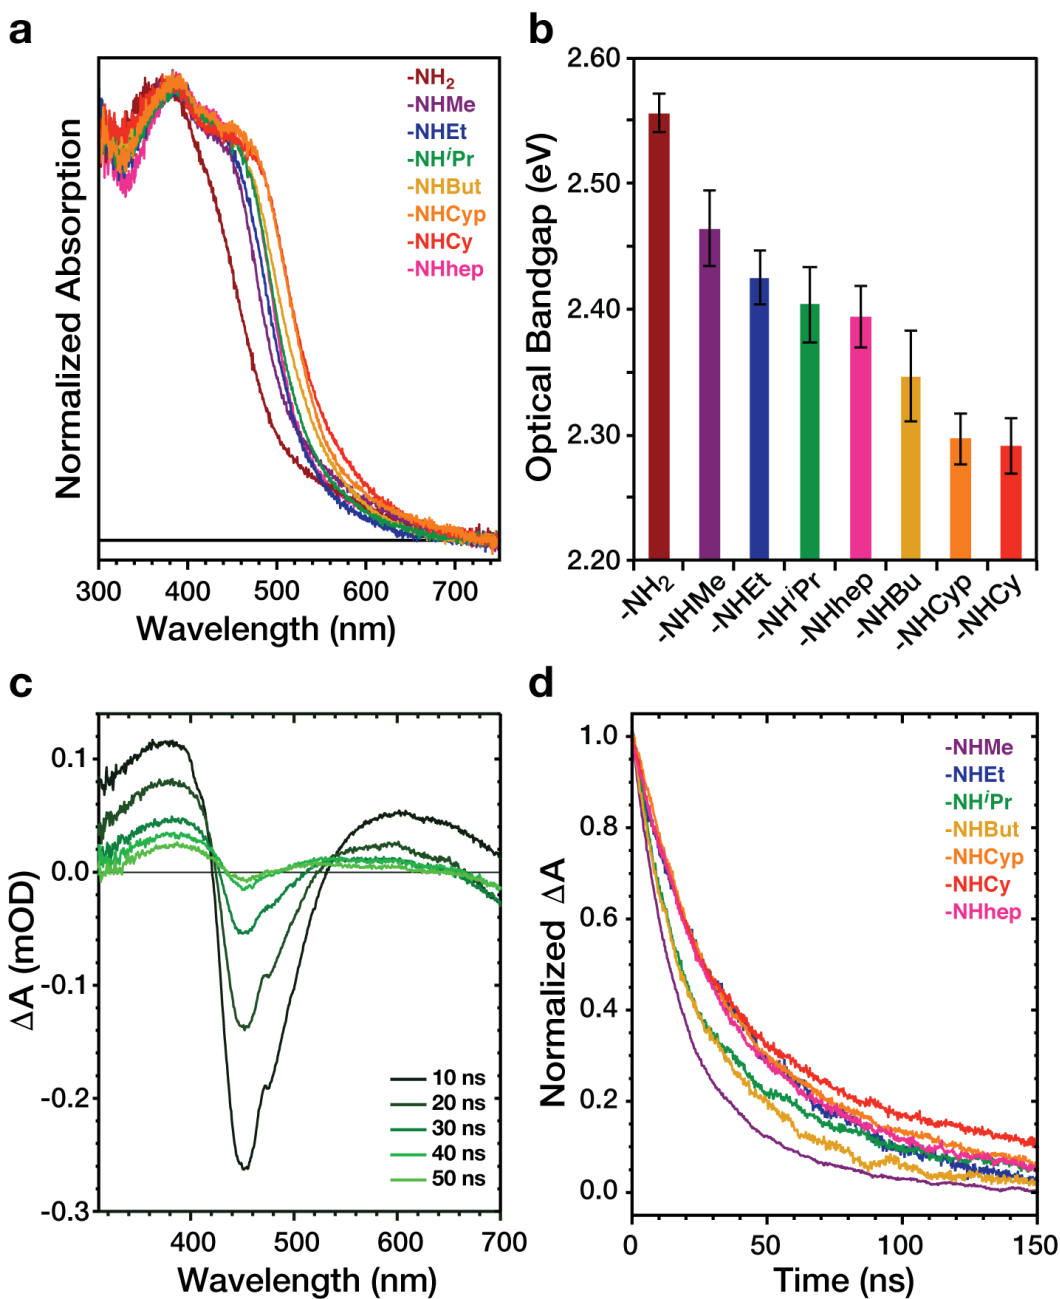 a
Normalized Absorption
-NH₂
-NHMe
-NHEt
-NHⁱPr
-NHBut
-NHCyp
-NHCy
-NHhep
300 400 500 600 700
Wavelength (nm)
b
Optical Bandgap (eV)
2.60
2.50
2.40
2.30
2.20
-NH₂ -NHMe -NHEt -NHⁱPr -NHhep -NHBu -NHCyp -NHCy
c
ΔA (mOD)
0.1
0.0
-0.1
-0.2
-0.3
10 ns
20 ns
30 ns
40 ns
50 ns
400 500 600 700
Wavelength (nm)
d
Normalized ΔA
1.0
0.8
0.6
0.4
0.2
0.0
-NHMe
-NHEt
-NHⁱPr
-NHBut
-NHCyp
-NHCy
-NHhep
0 50 100 150
Time (ns)